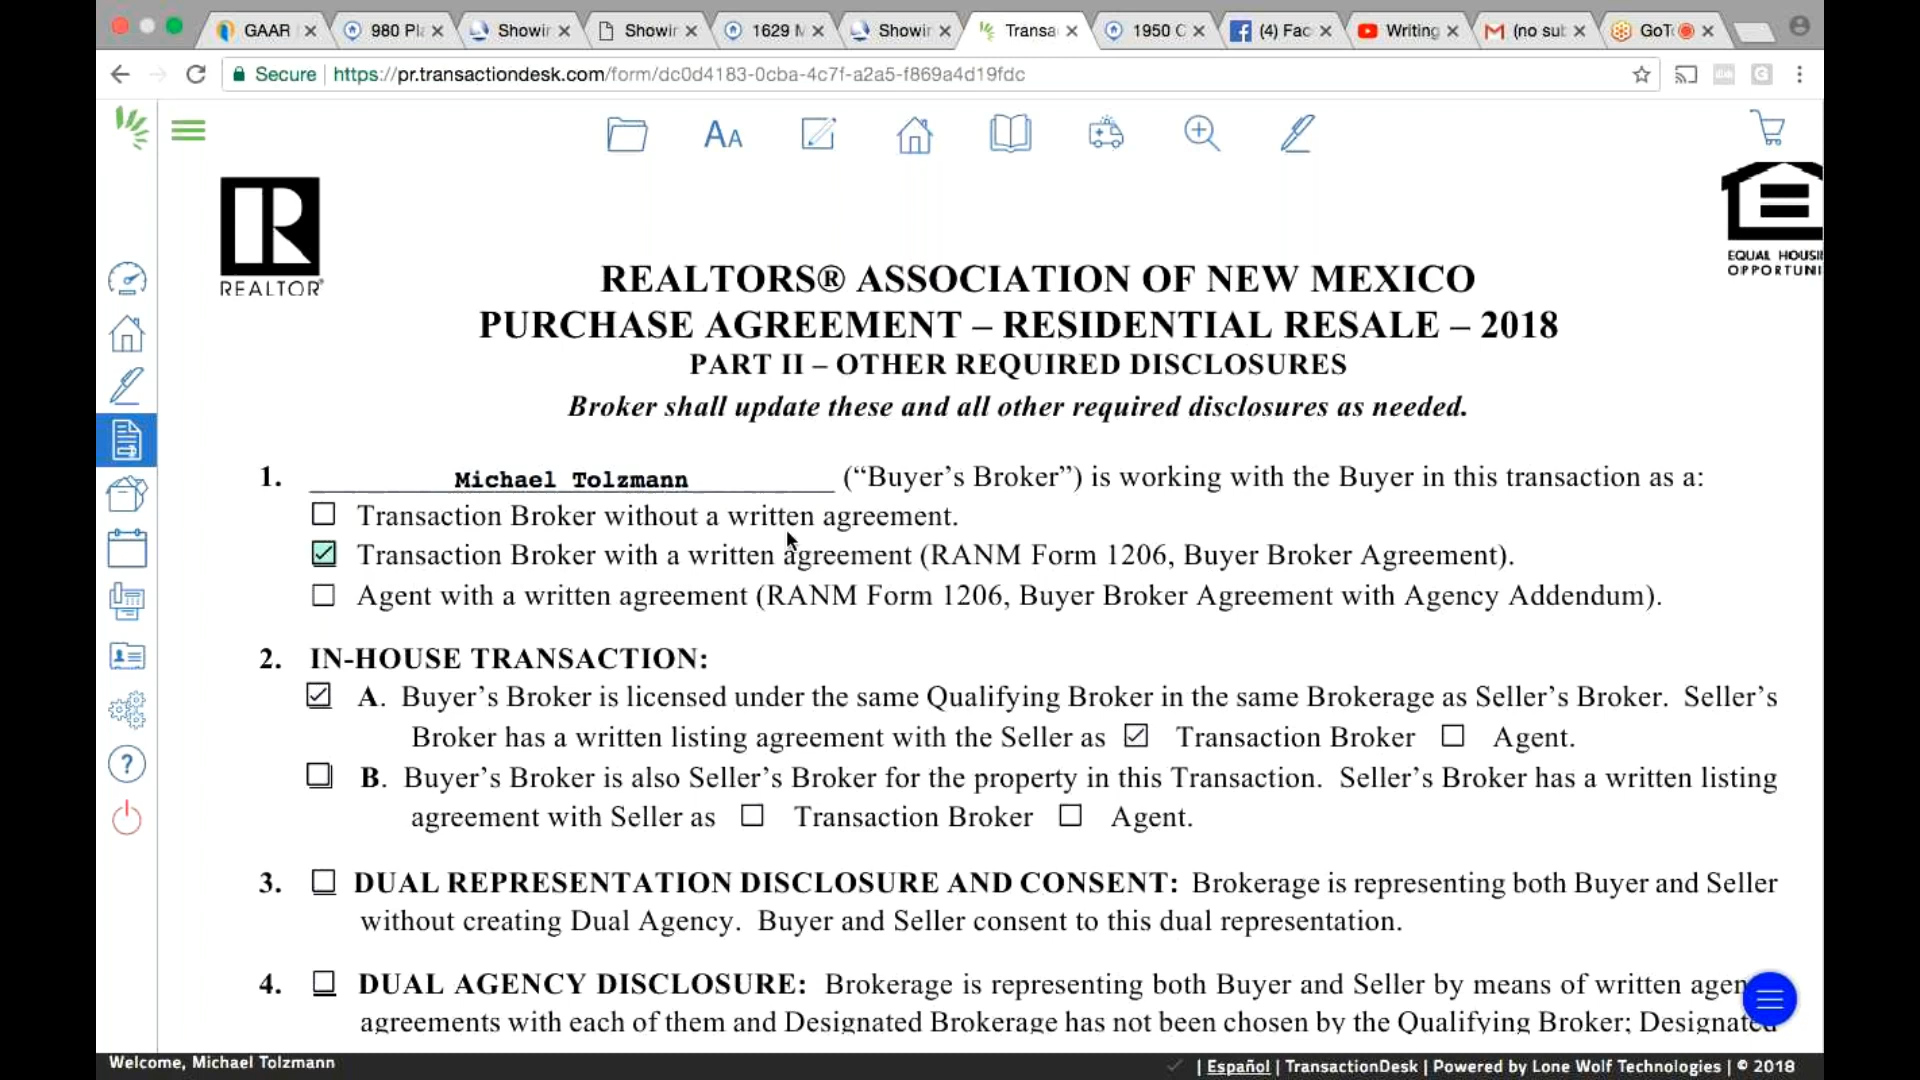 GAAR
980 Pla
Showin
Showin
1629 M
Showin
Transa
1950 C
(4) Fac
Writing
(no sub
GoTo
Secure https://pr.transactiondesk.com/form/dc0d4183-0cba-4c7f-a2a5-f869a4d19fdc
AA
REALTOR®
EQUAL HOUSI
OPPORTUNI
REALTORS® ASSOCIATION OF NEW MEXICO
PURCHASE AGREEMENT – RESIDENTIAL RESALE – 2018
PART II – OTHER REQUIRED DISCLOSURES
Broker shall update these and all other required disclosures as needed.
1. Michael Tolzmann (“Buyer’s Broker”) is working with the Buyer in this transaction as a:
Transaction Broker without a written agreement.
Transaction Broker with a written agreement (RANM Form 1206, Buyer Broker Agreement).
Agent with a written agreement (RANM Form 1206, Buyer Broker Agreement with Agency Addendum).
2. IN-HOUSE TRANSACTION:
A. Buyer’s Broker is licensed under the same Qualifying Broker in the same Brokerage as Seller’s Broker. Seller’s
Broker has a written listing agreement with the Seller as Transaction Broker Agent.
B. Buyer’s Broker is also Seller’s Broker for the property in this Transaction. Seller’s Broker has a written listing
agreement with Seller as Transaction Broker Agent.
3. DUAL REPRESENTATION DISCLOSURE AND CONSENT: Brokerage is representing both Buyer and Seller
without creating Dual Agency. Buyer and Seller consent to this dual representation.
4. DUAL AGENCY DISCLOSURE: Brokerage is representing both Buyer and Seller by means of written agen
agreements with each of them and Designated Brokerage has not been chosen by the Qualifying Broker; Designated
Welcome, Michael Tolzmann
| Español | TransactionDesk | Powered by Lone Wolf Technologies | © 2018